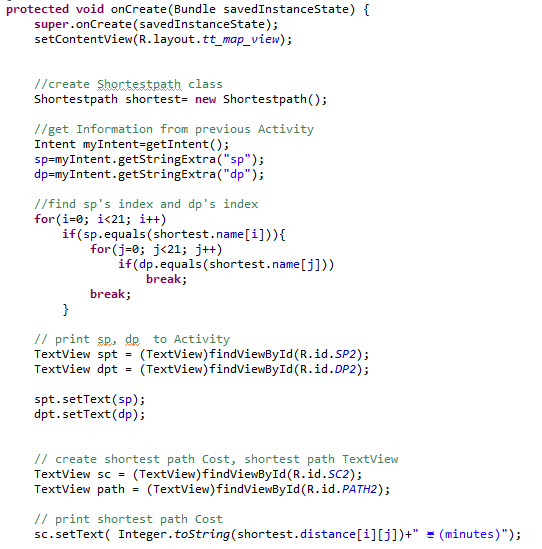 protected void onCreate(Bundle savedInstanceState) {
super.onCreate(savedInstanceState);
setContentView(R.layout.tt_map_view);
//create Shortestpath class
Shortestpath shortest= new Shortestpath();
//get Information from previous Activity
Intent myIntent=getIntent();
sp=myIntent.getStringExtra("sp");
dp=myIntent.getStringExtra("dp");
//find sp's index and dp's index
for(i=0; i<21; i++)
if(sp.equals(shortest.name[i])){
for(j=0; j<21; j++)
if(dp.equals(shortest.name[j]))
break;
break;
}
// print sp, dp  to Activity
TextView spt = (TextView)findViewById(R.id.SP2);
TextView dpt = (TextView)findViewById(R.id.DP2);
spt.setText(sp);
dpt.setText(dp);
// create shortest path Cost, shortest path TextView
TextView sc = (TextView)findViewById(R.id.SC2);
TextView path = (TextView)findViewById(R.id.PATH2);
// print shortest path Cost
sc.setText( Integer.toString(shortest.distance[i][j])+" (minutes)");